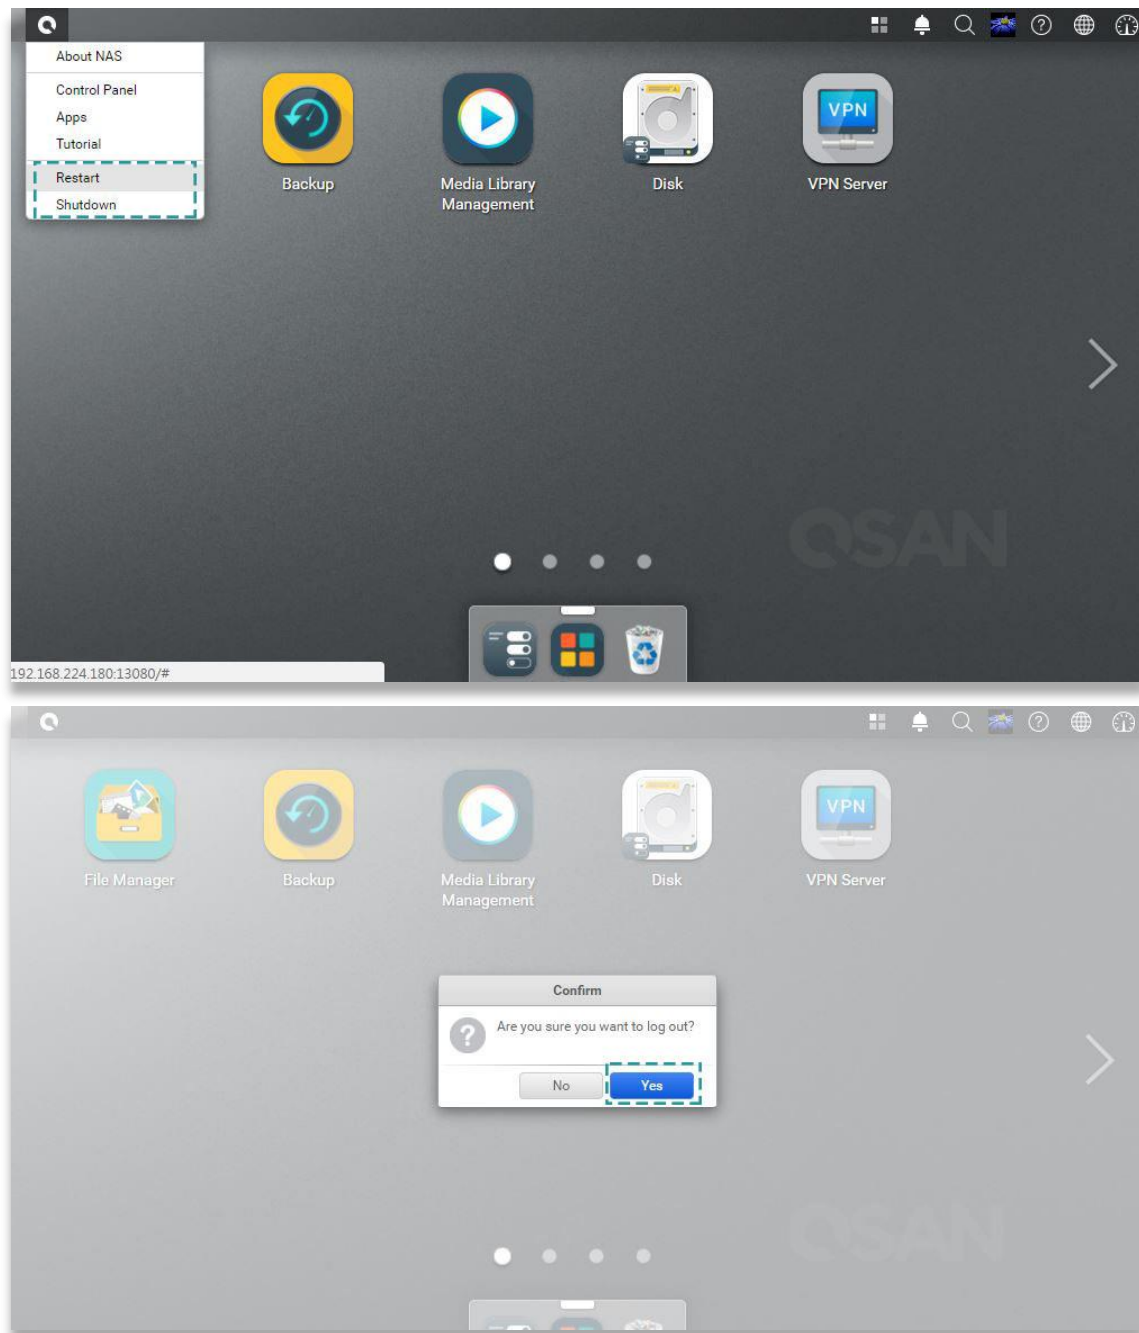 About NAS
Control Panel
Apps
Tutorial
Restart
Shutdown
Backup
Media Library
Management
Disk
VPN
VPN Server
QSAN
192.168.224.180:13080/#
File Manager
Backup
Media Library
Management
Disk
VPN
VPN Server
Confirm
Are you sure you want to log out?
No
Yes
QSAN